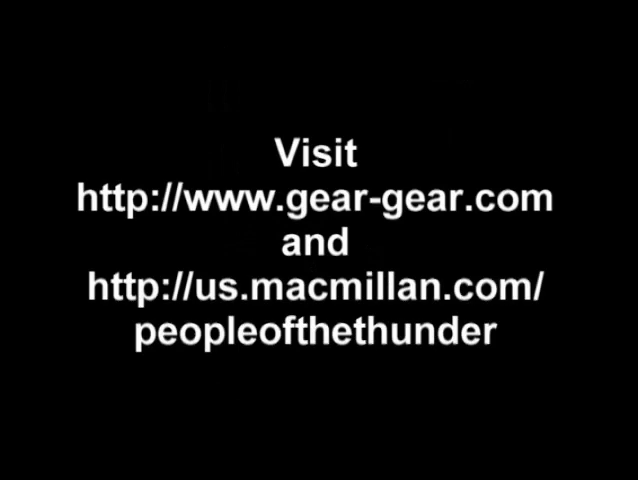 Visit
http://www.gear-gear.com
and
http://us.macmillan.com/
peopleofthethunder